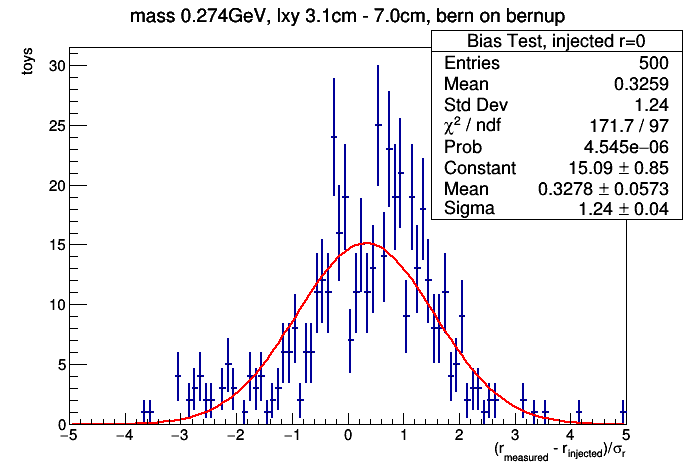 mass 0.274GeV, lxy 3.1cm - 7.0cm, bern on bernup
Bias Test, injected r=0
Entries 500
Mean 0.3259
Std Dev 1.24
χ² / ndf 171.7 / 97
Prob 4.545e−06
Constant 15.09 ± 0.85
Mean 0.3278 ± 0.0573
Sigma 1.24 ± 0.04
toys
30
25
20
15
10
5
0
−5 −4 −3 −2 −1 0 1 2 3 4 5
(r_measured - r_injected)/σ_r